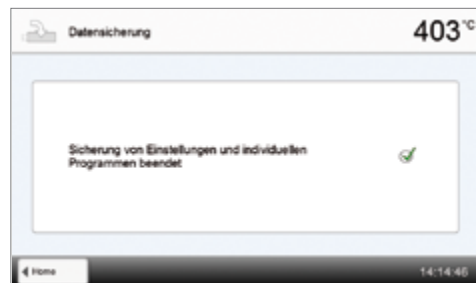 Datensicherung
403°C
Sicherung von Einstellungen und individuellen
Programmen beendet
Home
14:14:46